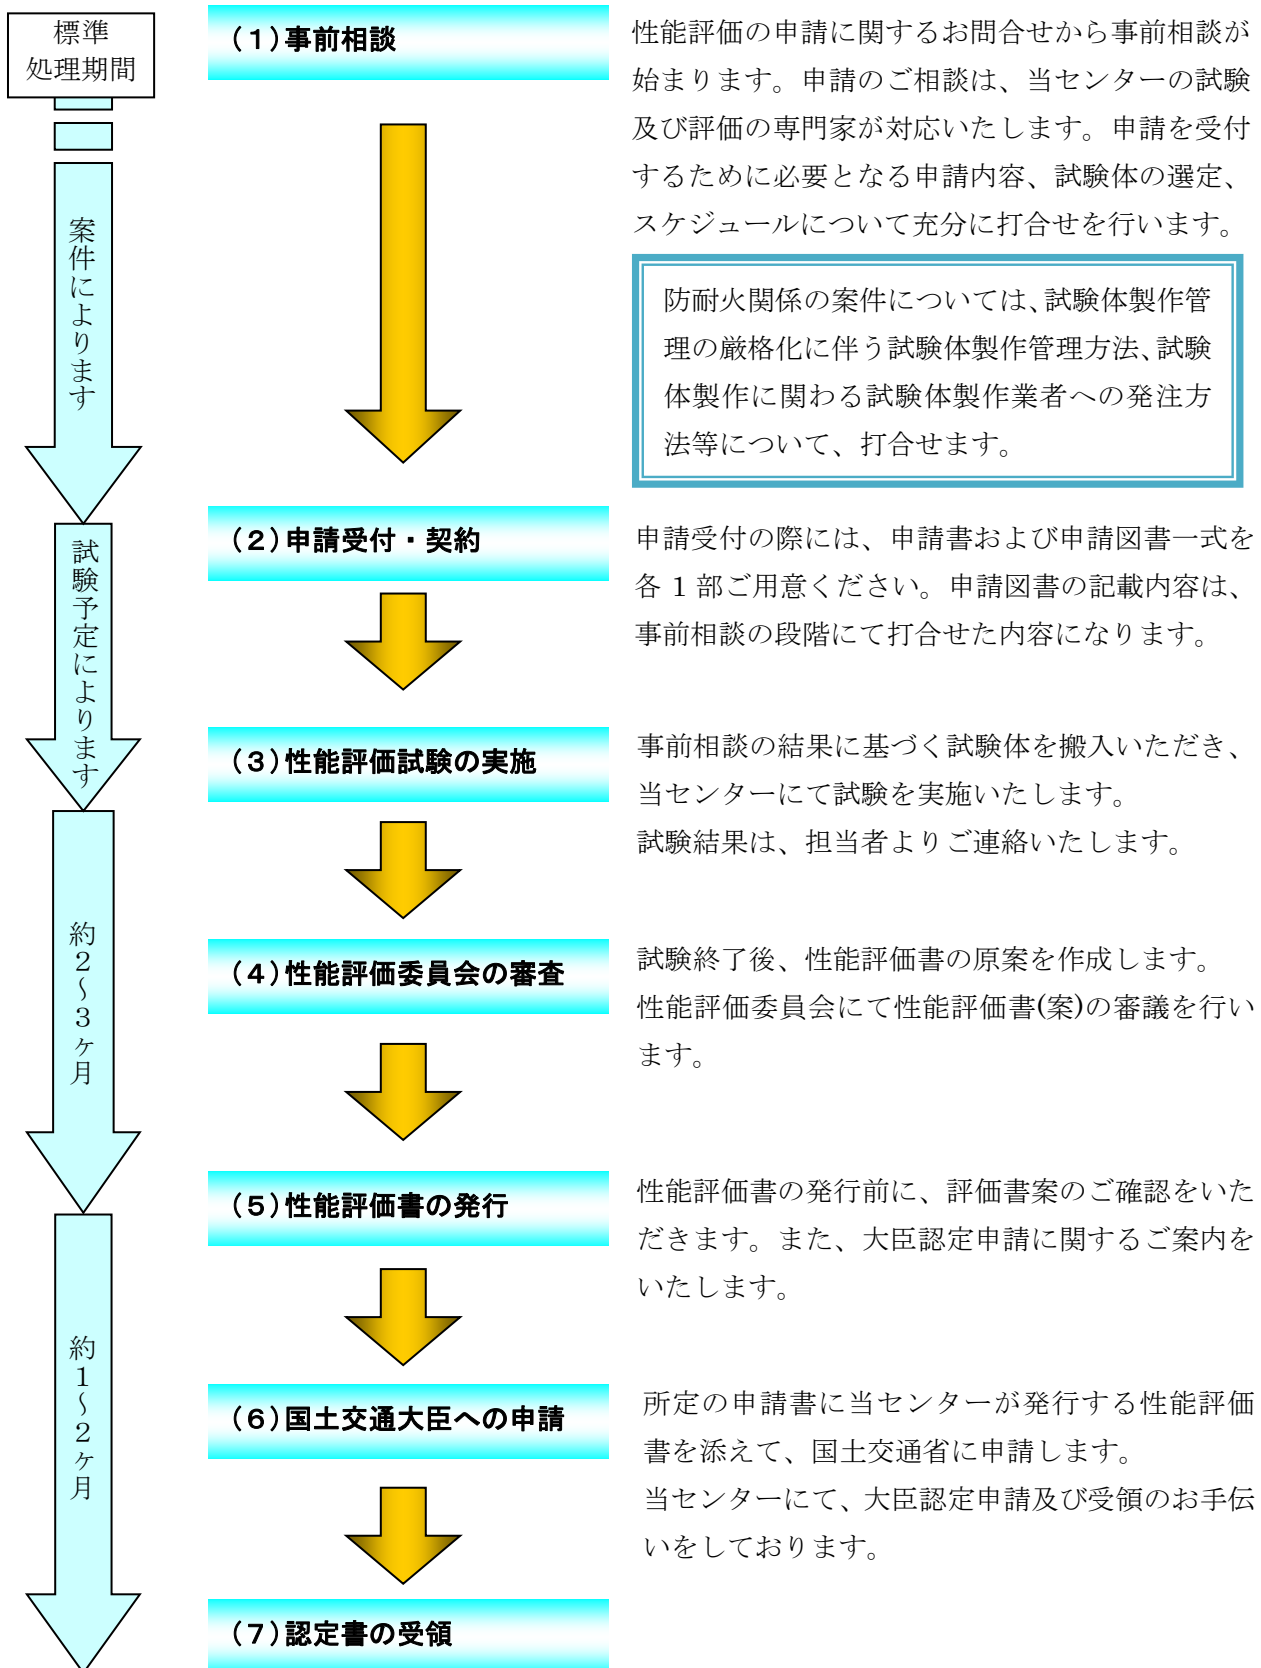 標準
処理期間
案件によります
試験予定によります
約２～３ヶ月
約１～２ヶ月
（１）事前相談
性能評価の申請に関するお問合せから事前相談が
始まります。申請のご相談は、当センターの試験
及び評価の専門家が対応いたします。申請を受付
するために必要となる申請内容、試験体の選定、
スケジュールについて充分に打合せを行います。
防耐火関係の案件については、試験体製作管
理の厳格化に伴う試験体製作管理方法、試験
体製作に関わる試験体製作業者への発注方
法等について、打合せます。
（２）申請受付・契約
申請受付の際には、申請書および申請図書一式を
各 1 部ご用意ください。申請図書の記載内容は、
事前相談の段階にて打合せた内容になります。
（３）性能評価試験の実施
事前相談の結果に基づく試験体を搬入いただき、
当センターにて試験を実施いたします。
試験結果は、担当者よりご連絡いたします。
（４）性能評価委員会の審査
試験終了後、性能評価書の原案を作成します。
性能評価委員会にて性能評価書(案)の審議を行い
ます。
（５）性能評価書の発行
性能評価書の発行前に、評価書案のご確認をいた
だきます。また、大臣認定申請に関するご案内を
いたします。
（６）国土交通大臣への申請
所定の申請書に当センターが発行する性能評価
書を添えて、国土交通省に申請します。
当センターにて、大臣認定申請及び受領のお手伝
いをしております。
（７）認定書の受領